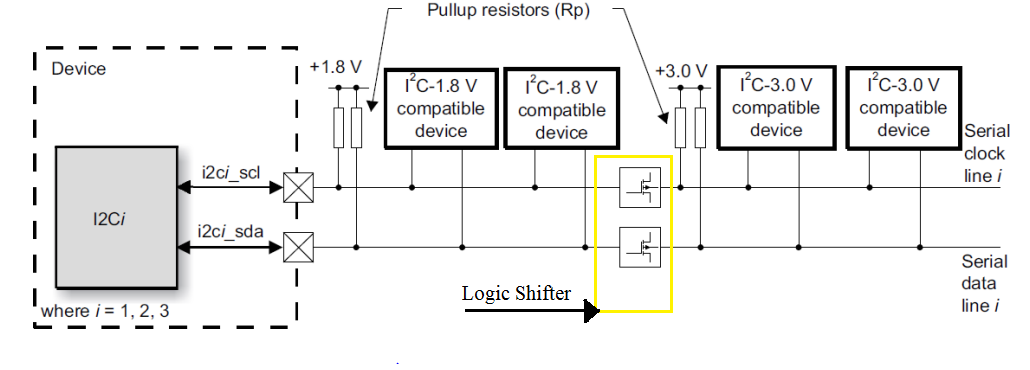 Pullup resistors (Rp)
Device
+1.8 V
I²C-1.8 V
compatible
device
I²C-1.8 V
compatible
device
+3.0 V
I²C-3.0 V
compatible
device
I²C-3.0 V
compatible
device
Serial
clock
line i
i2ci_scl
I2Ci
i2ci_sda
Serial
data
line i
Logic Shifter
where i = 1, 2, 3